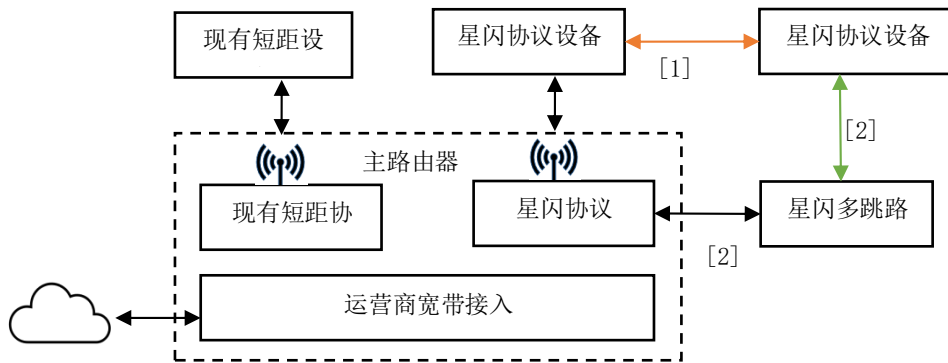 现有短距设
星闪协议设备
星闪协议设备
[1]
[2]
主路由器
现有短距协
星闪协议
星闪多跳路
[2]
运营商宽带接入